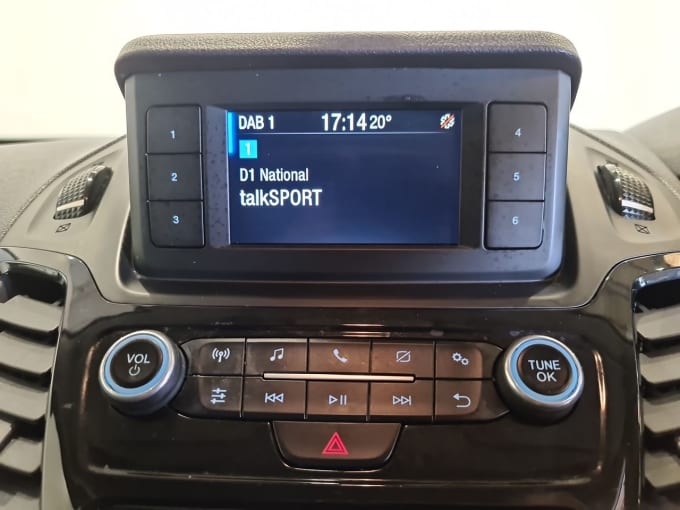 DAB 1 17:14 20°
1
D1 National
talkSPORT
1
2
3
4
5
6
VOL
TUNE
OK